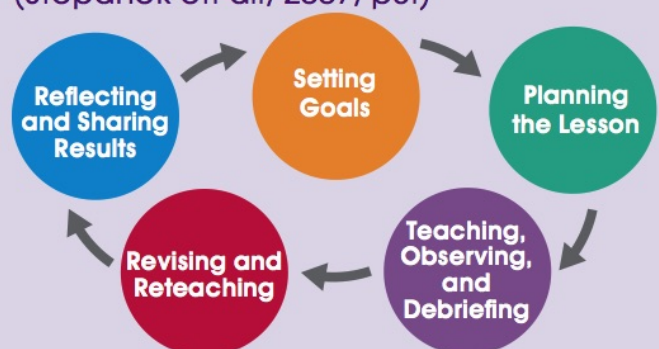 Setting
Goals
Planning
the Lesson
Teaching,
Observing,
and
Debriefing
Revising and
Reteaching
Reflecting
and Sharing
Results